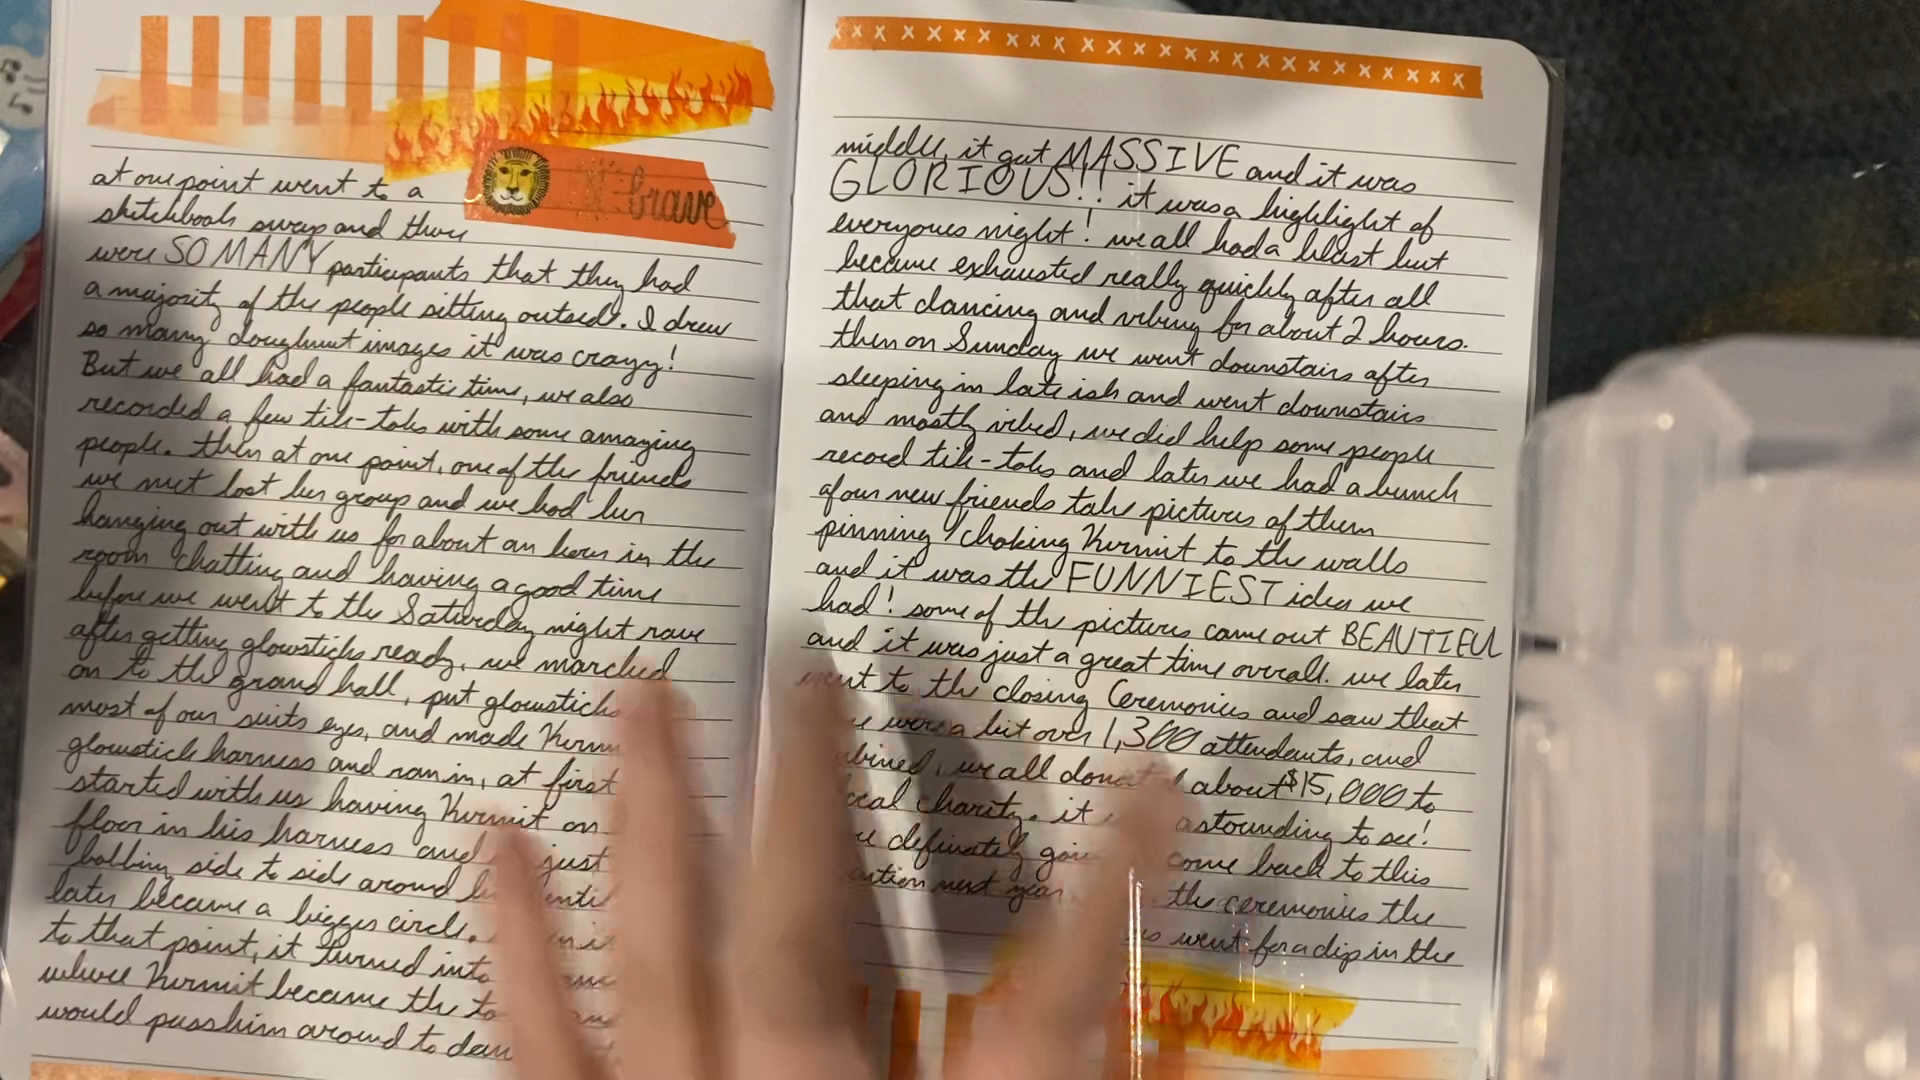 brave
at one point went to a
sketchbook swap and there
were SO MANY participants that they had
a majority of the people sitting outside. I drew
so many doughnut images it was crazy!
But we all had a fantastic time, we also
recorded a few tik-toks with some amazing
people. then at one point, one of the friends
we met lost her group and we had her
hanging out with us for about an hour in the
room chatting and having a good time
before we went to the Saturday night rave
after getting glowsticks ready, we marched
on to the grand hall, put glowsticks
most of our suits eyes, and made
glowstick harness and ran in, at first
started with us having Kermit on
floor in his harness and just
bobbing side to side around
later became a bigger circle.
to that point, it turned into
where Kermit became the
would pass him around to
middle, it got MASSIVE and it was
GLORIOUS!! it was a highlight of
everyones night! we all had a blast but
became exhausted really quickly after all
that dancing and vibing for about 2 hours.
then on Sunday we went downstairs after
sleeping in late ish and went downstairs
and mostly vibed, we did help some people
record tik-toks and later we had a bunch
of our new friends take pictures of them
pinning/choking Kermit to the walls
and it was the FUNNIEST idea we
had! some of the pictures came out BEAUTIFUL
and it was just a great time overall. we later
went to the closing Ceremonies and saw that
were a bit over 1,300 attendants, and
we all about $15,000 to
charity. it astounding to see!
definately come back to this
next year the ceremonies the
went for a dip in the